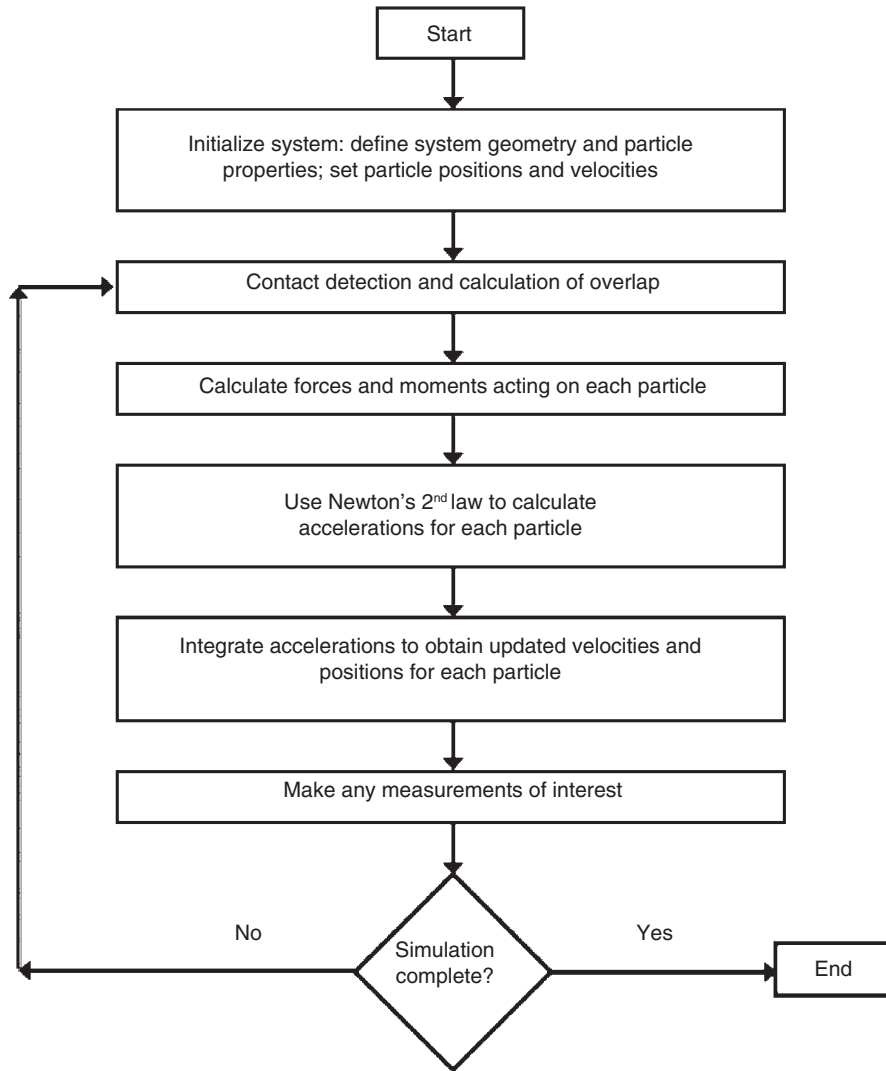 Start
Initialize system: define system geometry and particle
properties; set particle positions and velocities
Contact detection and calculation of overlap
Calculate forces and moments acting on each particle
Use Newton’s 2nd law to calculate
accelerations for each particle
Integrate accelerations to obtain updated velocities and
positions for each particle
Make any measurements of interest
No
Simulation
complete?
Yes
End